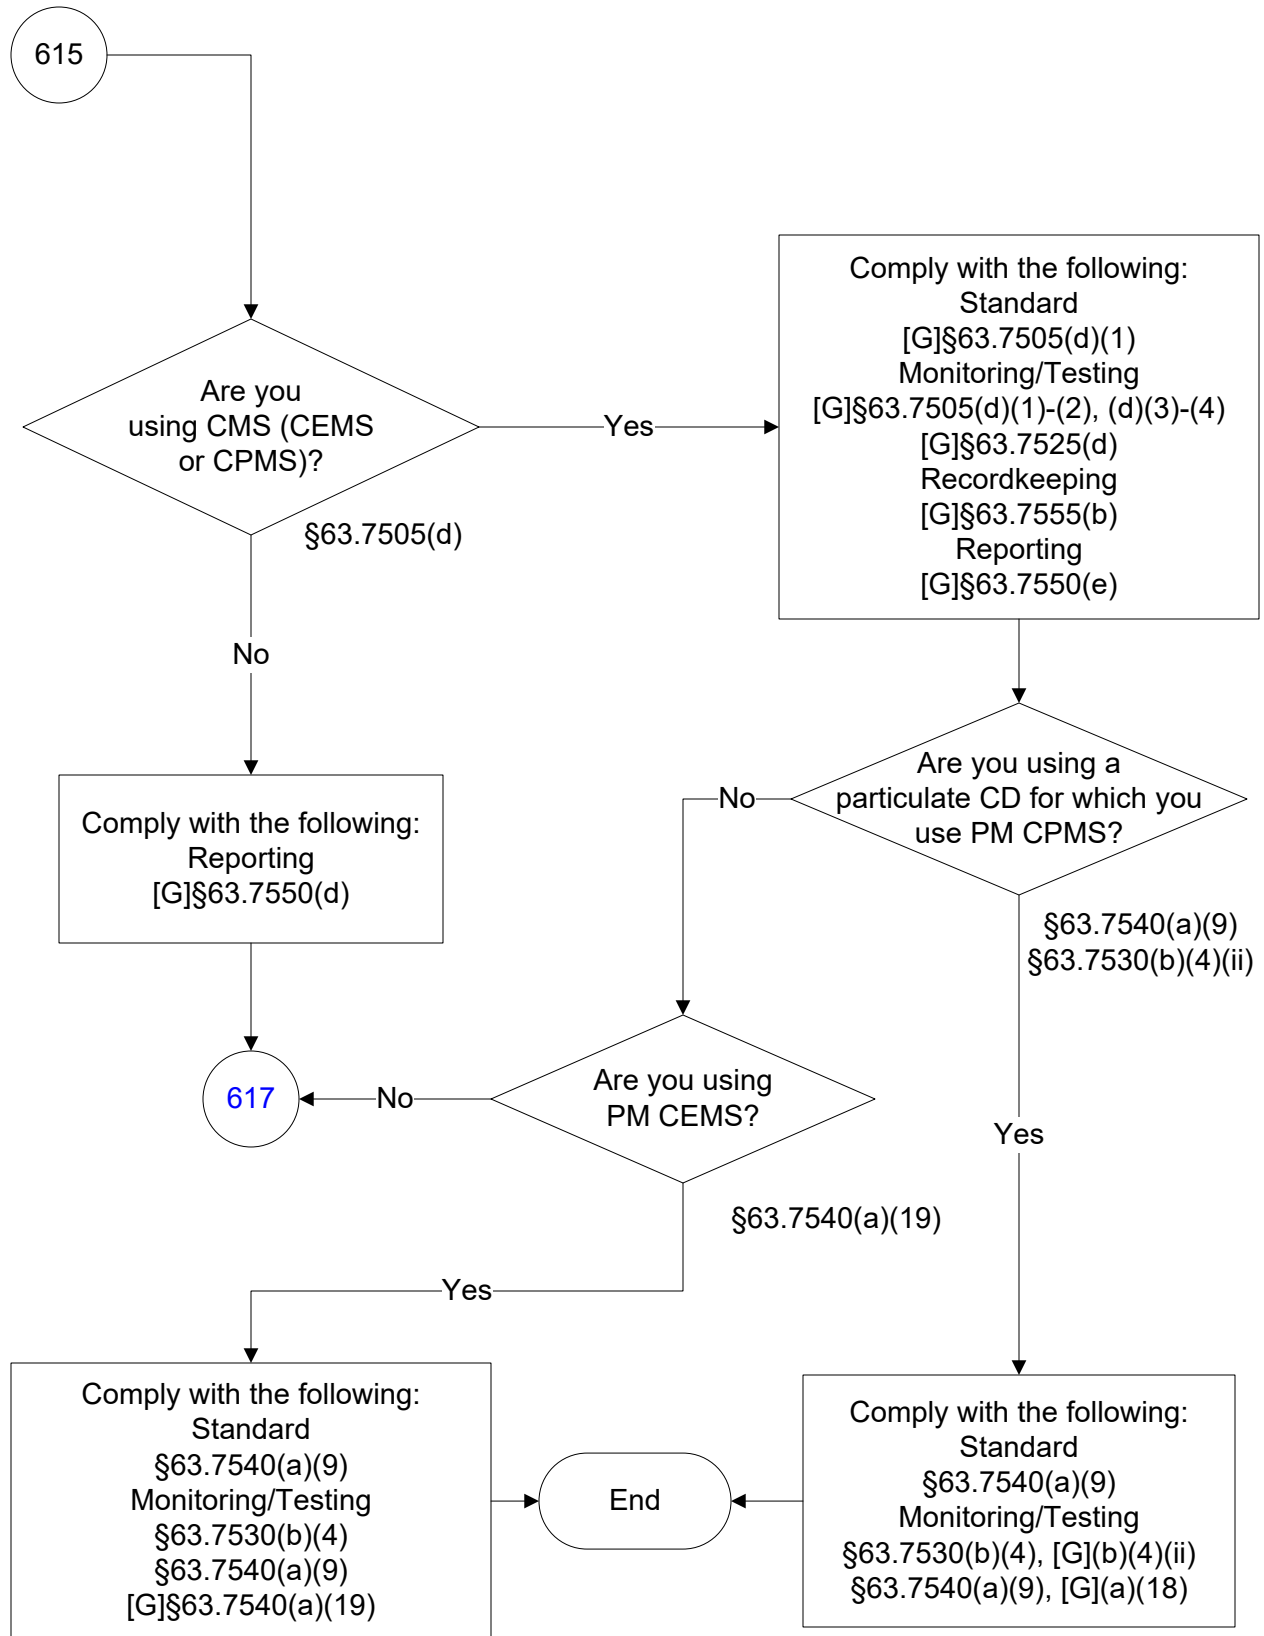 615
Are you
using CMS (CEMS
or CPMS)?
§63.7505(d)
Yes
Comply with the following:
Standard
[G]§63.7505(d)(1)
Monitoring/Testing
[G]§63.7505(d)(1)-(2), (d)(3)-(4)
[G]§63.7525(d)
Recordkeeping
[G]§63.7555(b)
Reporting
[G]§63.7550(e)
No
Comply with the following:
Reporting
[G]§63.7550(d)
Are you using a
particulate CD for which you
use PM CPMS?
§63.7540(a)(9)
§63.7530(b)(4)(ii)
No
617
No
Are you using
PM CEMS?
§63.7540(a)(19)
Yes
Yes
Comply with the following:
Standard
§63.7540(a)(9)
Monitoring/Testing
§63.7530(b)(4)
§63.7540(a)(9)
[G]§63.7540(a)(19)
End
Comply with the following:
Standard
§63.7540(a)(9)
Monitoring/Testing
§63.7530(b)(4), [G](b)(4)(ii)
§63.7540(a)(9), [G](a)(18)